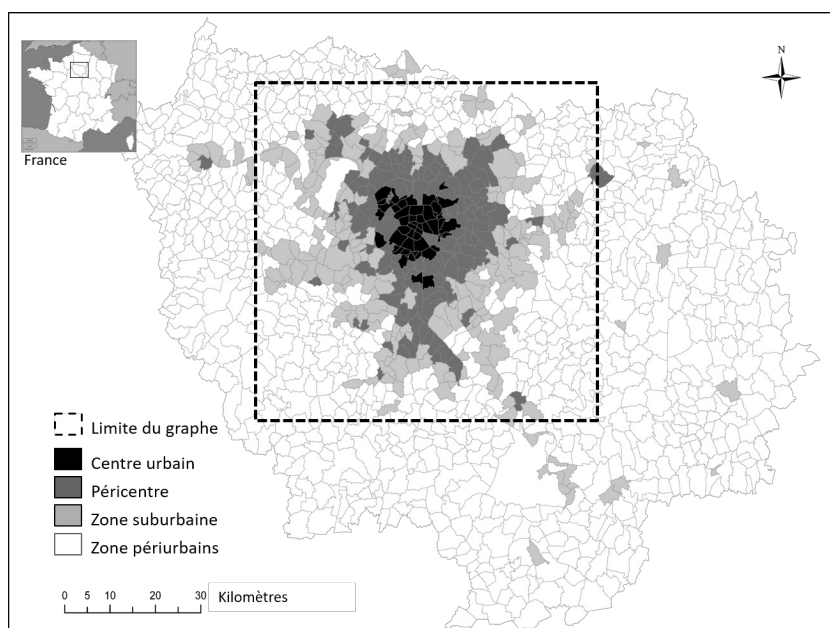 N
France
Limite du graphe
Centre urbain
Péricentre
Zone suburbaine
Zone périurbains
0 5 10 20 30 Kilomètres